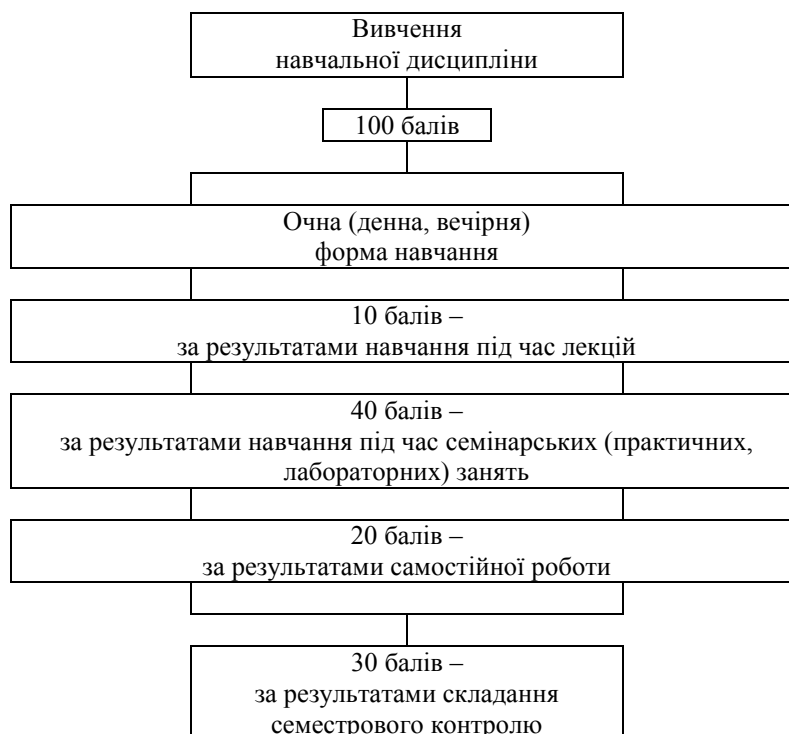 Вивчення
навчальної дисципліни
100 балів
Очна (денна, вечірня)
форма навчання
10 балів –
за результатами навчання під час лекцій
40 балів –
за результатами навчання під час семінарських (практичних,
лабораторних) занять
20 балів –
за результатами самостійної роботи
30 балів –
за результатами складання
семестрового контролю